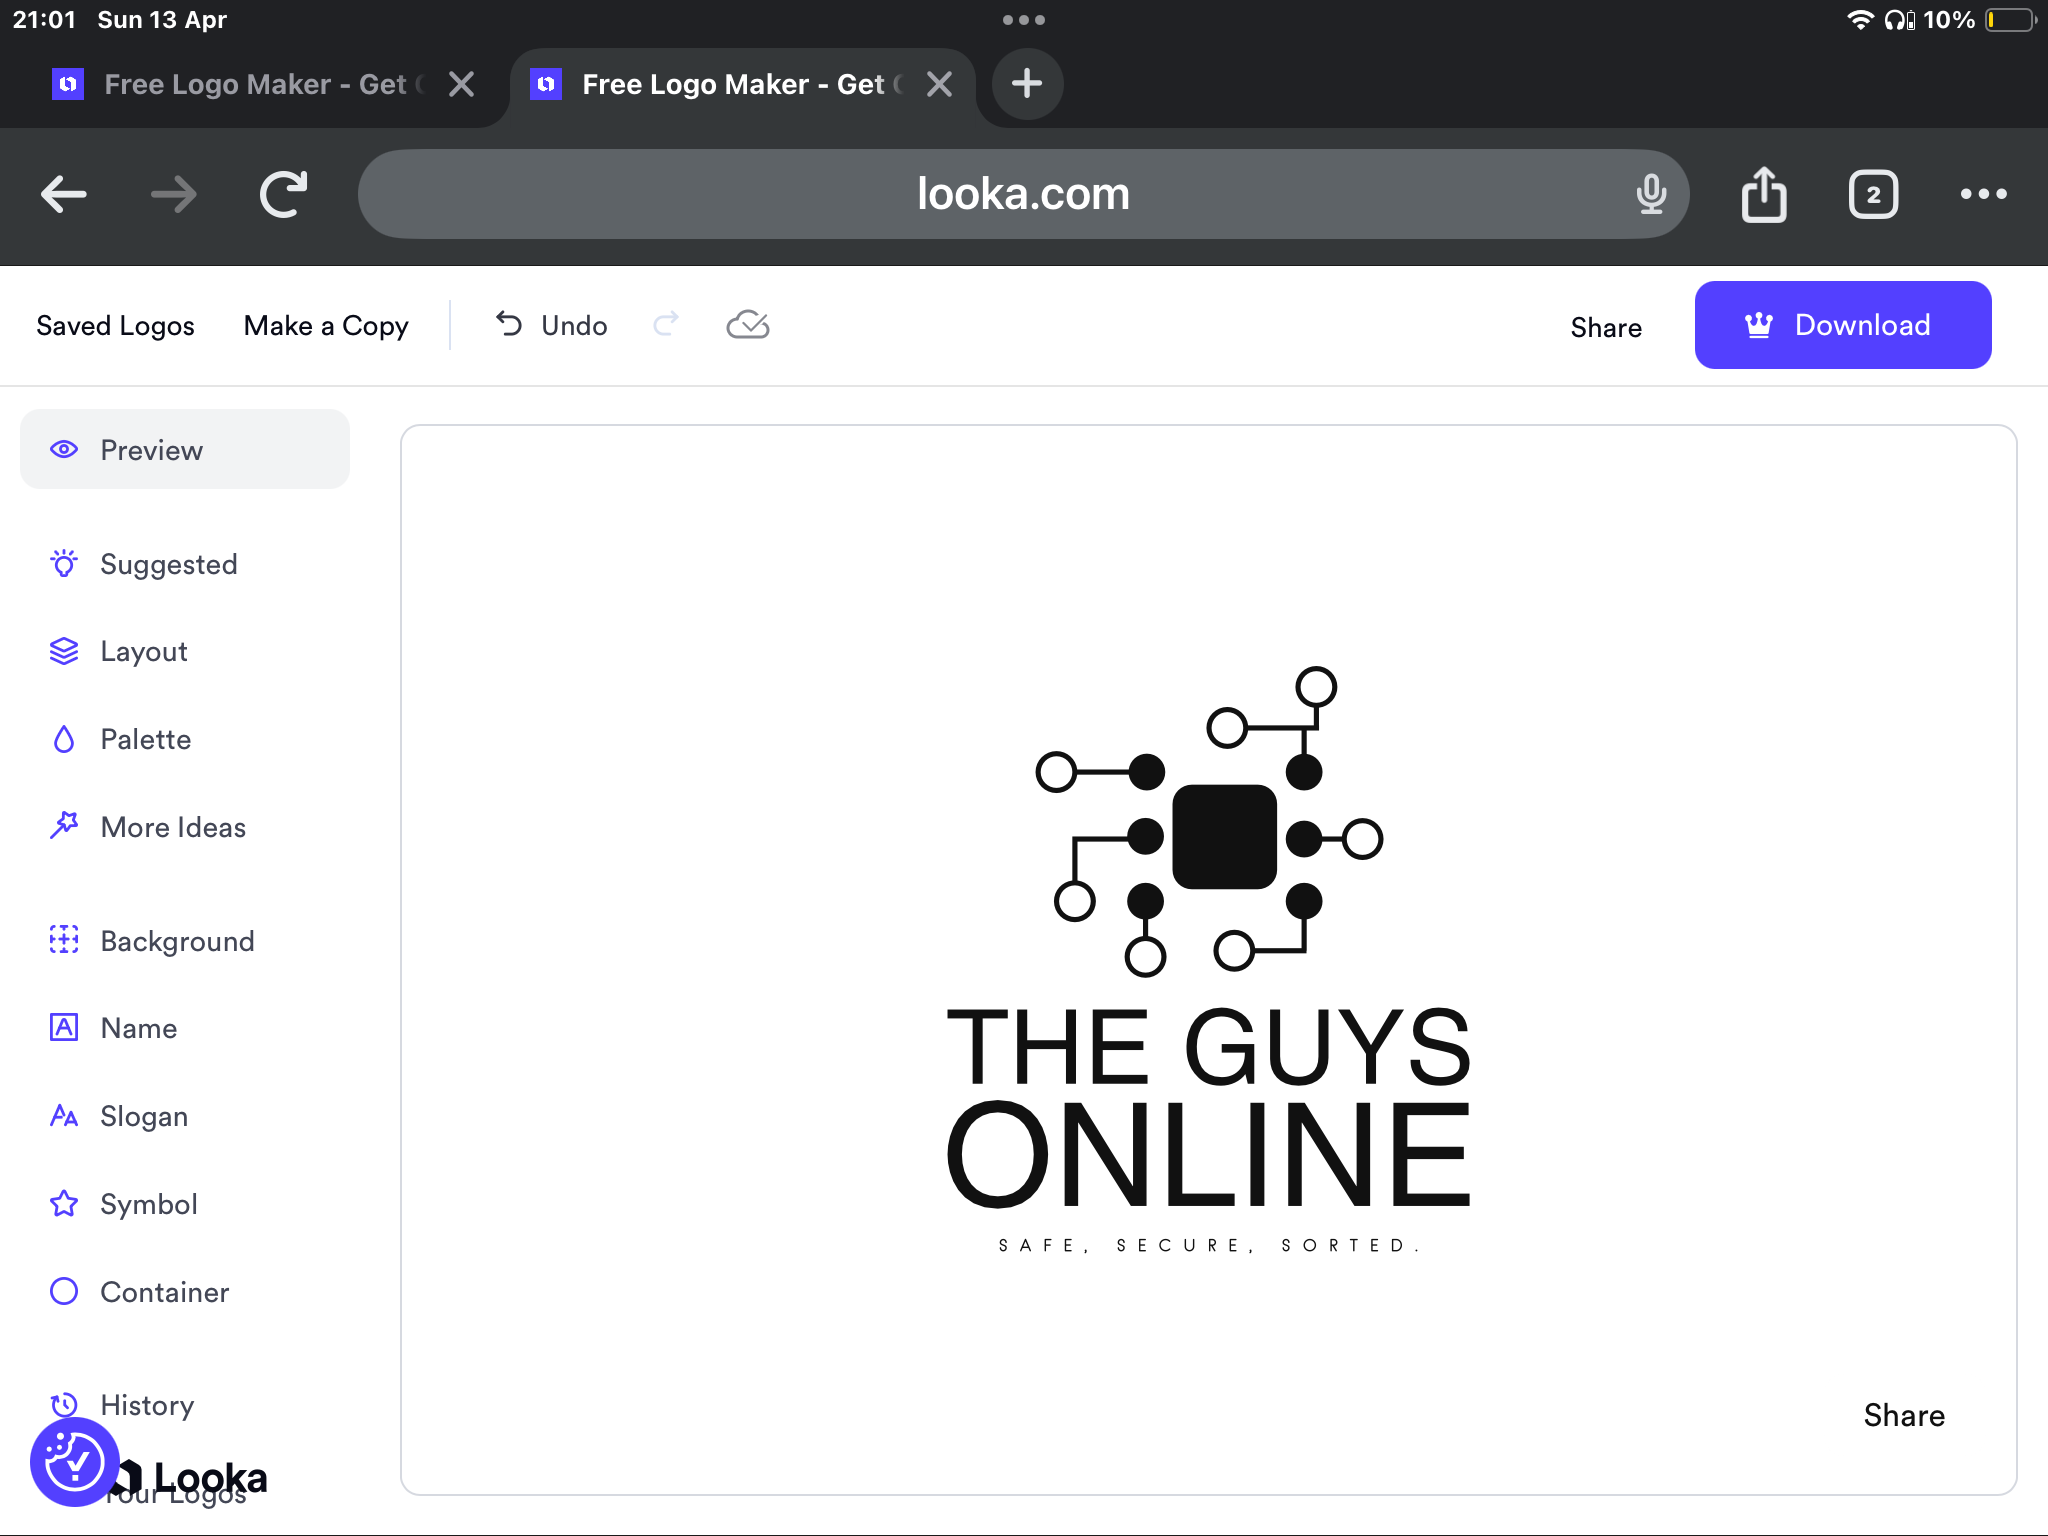 21:01 Sun 13 Apr
10%
Free Logo Maker - Get
Free Logo Maker - Get
looka.com
2
Saved Logos
Make a Copy
Undo
Share
Download
Preview
Suggested
Layout
Palette
More Ideas
Background
Name
Slogan
Symbol
Container
History
Looka
Your Logos
THE GUYS
ONLINE
SAFE, SECURE, SORTED.
Share